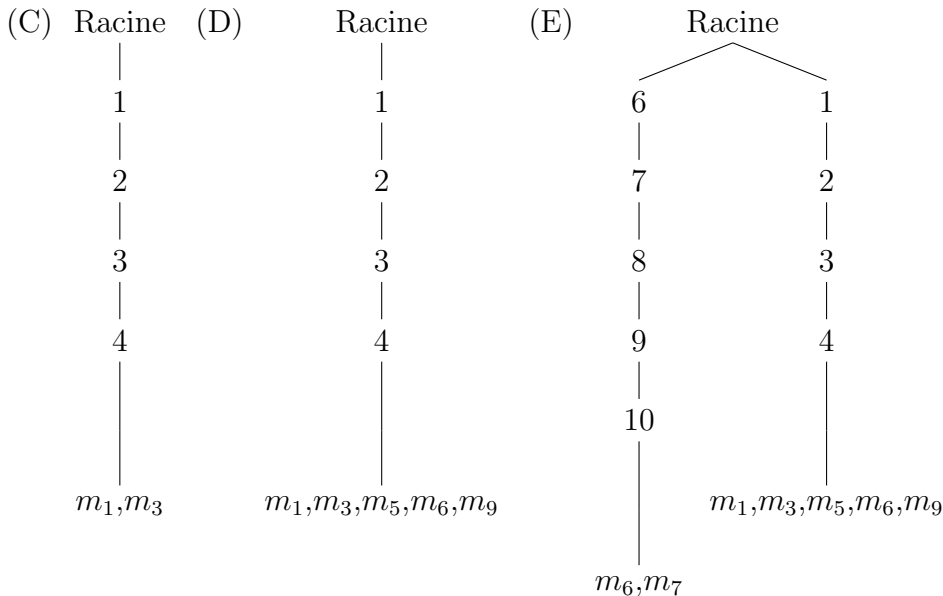 (C) Racine (D) Racine (E) Racine
1 1 6 1
2 2 7 2
3 3 8 3
4 4 9 4
10
m₁,m₃ m₁,m₃,m₅,m₆,m₉ m₁,m₃,m₅,m₆,m₉
m₆,m₇